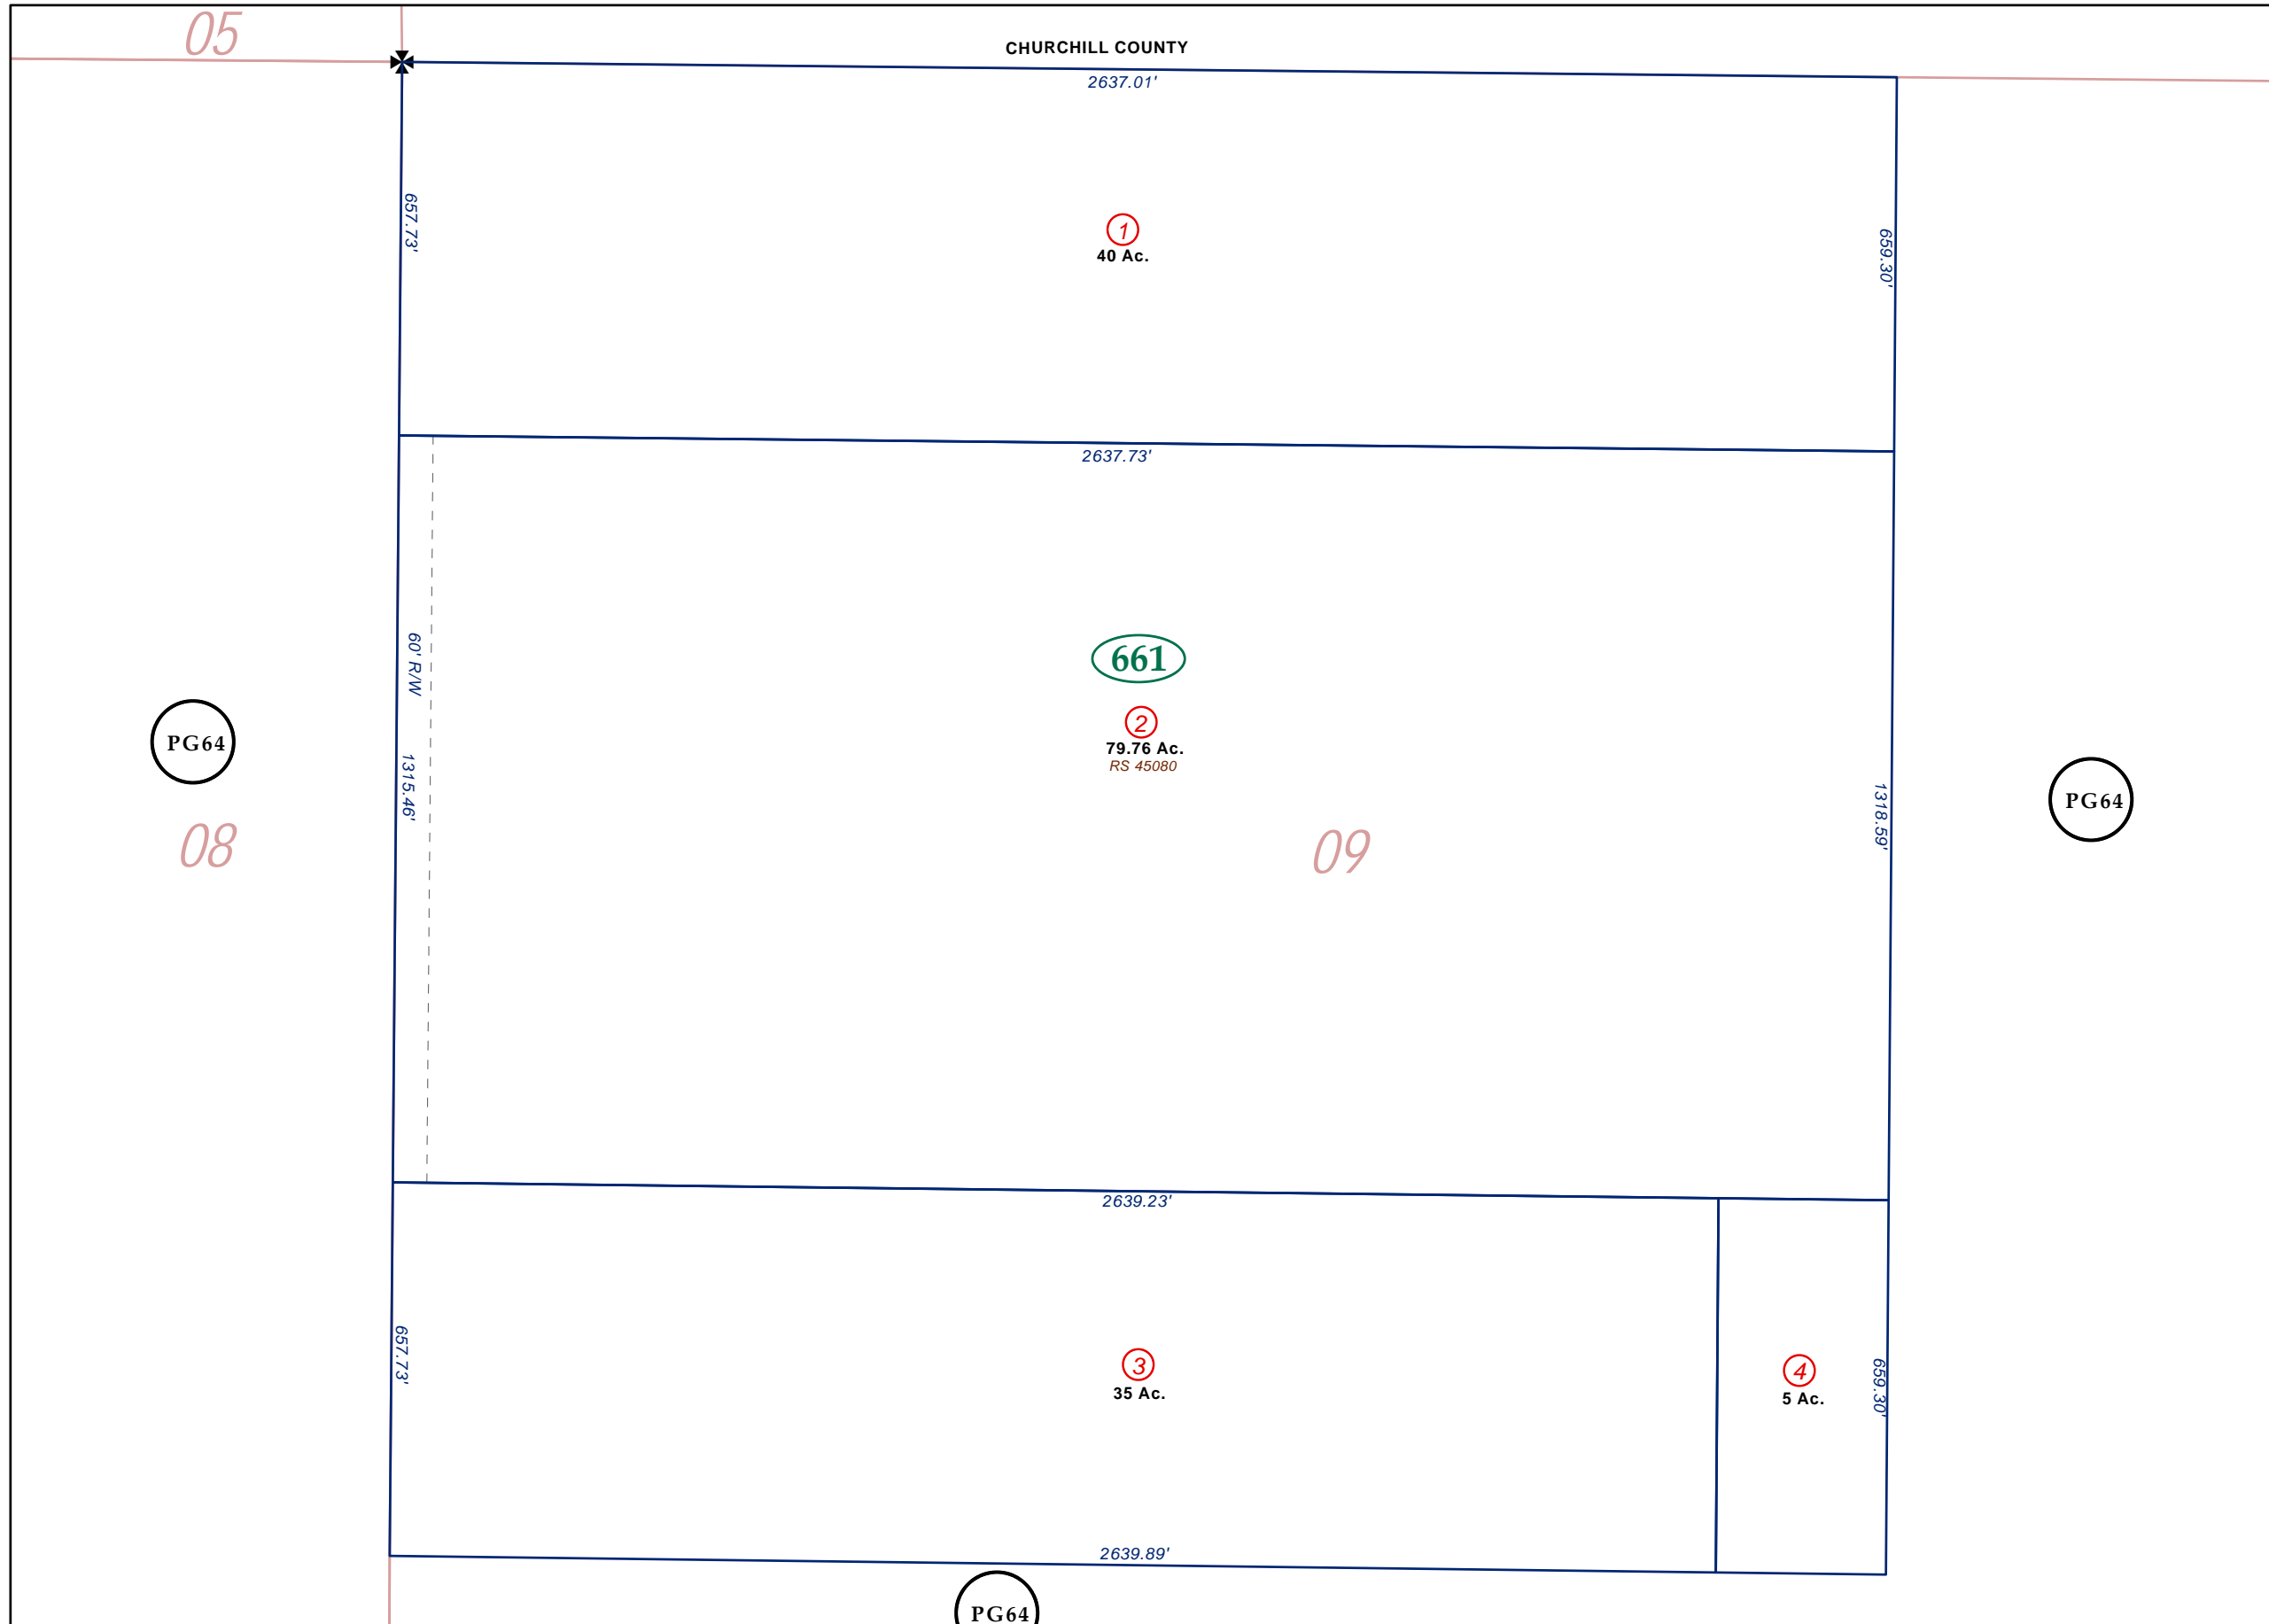 05
CHURCHILL COUNTY
2637.01'
657.73'
1
40 Ac.
659.30'
2637.73'
60' R/W
1315.46'
661
2
79.76 Ac.
RS 45080
1318.59'
PG64
PG64
08
09
2639.23'
657.73'
3
35 Ac.
4
5 Ac.
659.30'
2639.89'
PG64